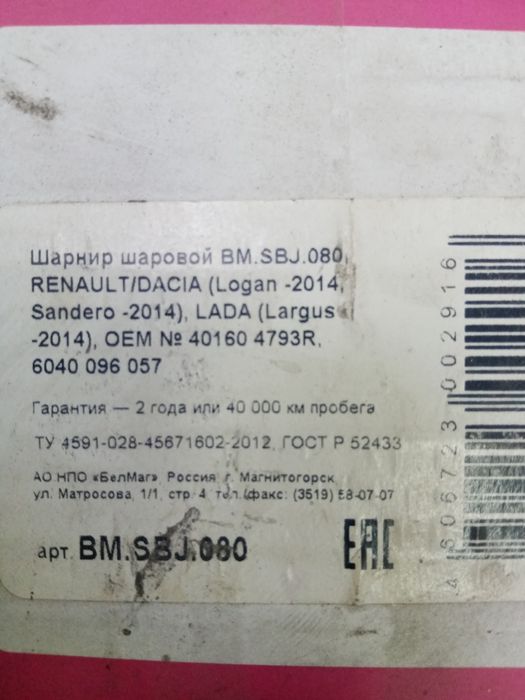 Шарнир шаровой BM.SBJ.080,
RENAULT/DACIA (Logan -2014,
Sandero -2014), LADA (Largus
-2014), OEM № 40160 4793R,
6040 096 057
Гарантия — 2 года или 40 000 км пробега
ТУ 4591-028-45671602-2012, ГОСТ Р 52433
АО НПО «БелМаг», Россия, г. Магнитогорск,
ул. Матросова, 1/1, стр. 4, тел./факс: (3519) 58-07-07
арт. BM.SBJ.080
EAC
4 606723 002916